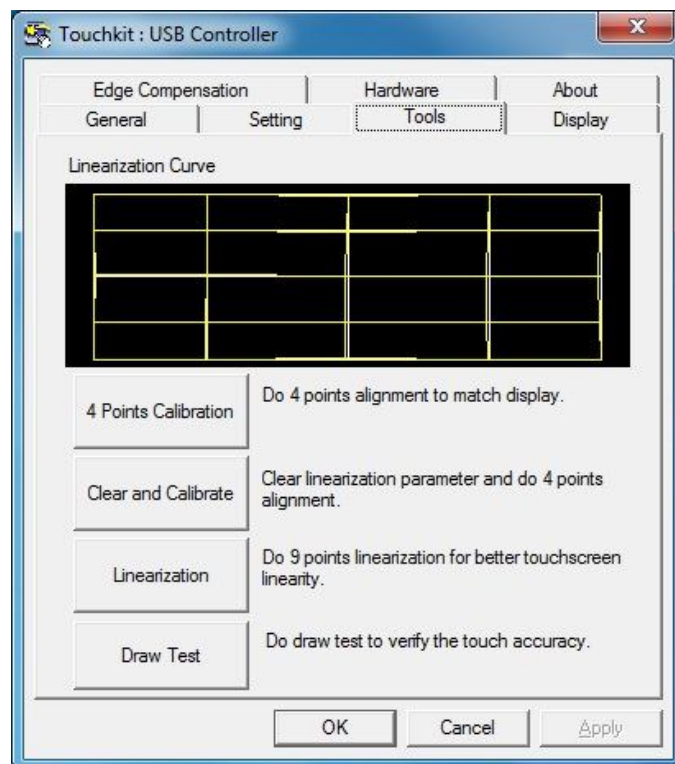 Touchkit : USB Controller
X
Edge Compensation
Hardware
About
General
Setting
Tools
Display
Linearization Curve
4 Points Calibration
Do 4 points alignment to match display.
Clear and Calibrate
Clear linearization parameter and do 4 points
alignment.
Linearization
Do 9 points linearization for better touchscreen
linearity.
Draw Test
Do draw test to verify the touch accuracy.
OK
Cancel
Apply